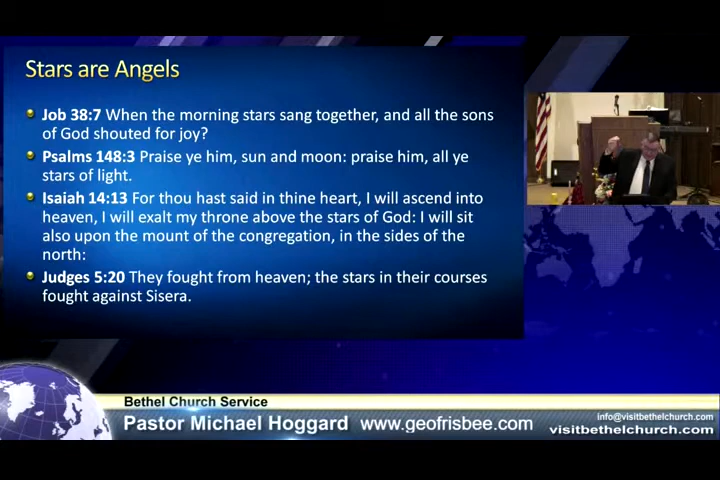 Stars are Angels
Job 38:7 When the morning stars sang together, and all the sons
of God shouted for joy?
Psalms 148:3 Praise ye him, sun and moon: praise him, all ye
stars of light.
Isaiah 14:13 For thou hast said in thine heart, I will ascend into
heaven, I will exalt my throne above the stars of God: I will sit
also upon the mount of the congregation, in the sides of the
north:
Judges 5:20 They fought from heaven; the stars in their courses
fought against Sisera.
Bethel Church Service
Pastor Michael Hoggard www.geofrisbee.com
info@visitbethelchurch.com
visitbethelchurch.com